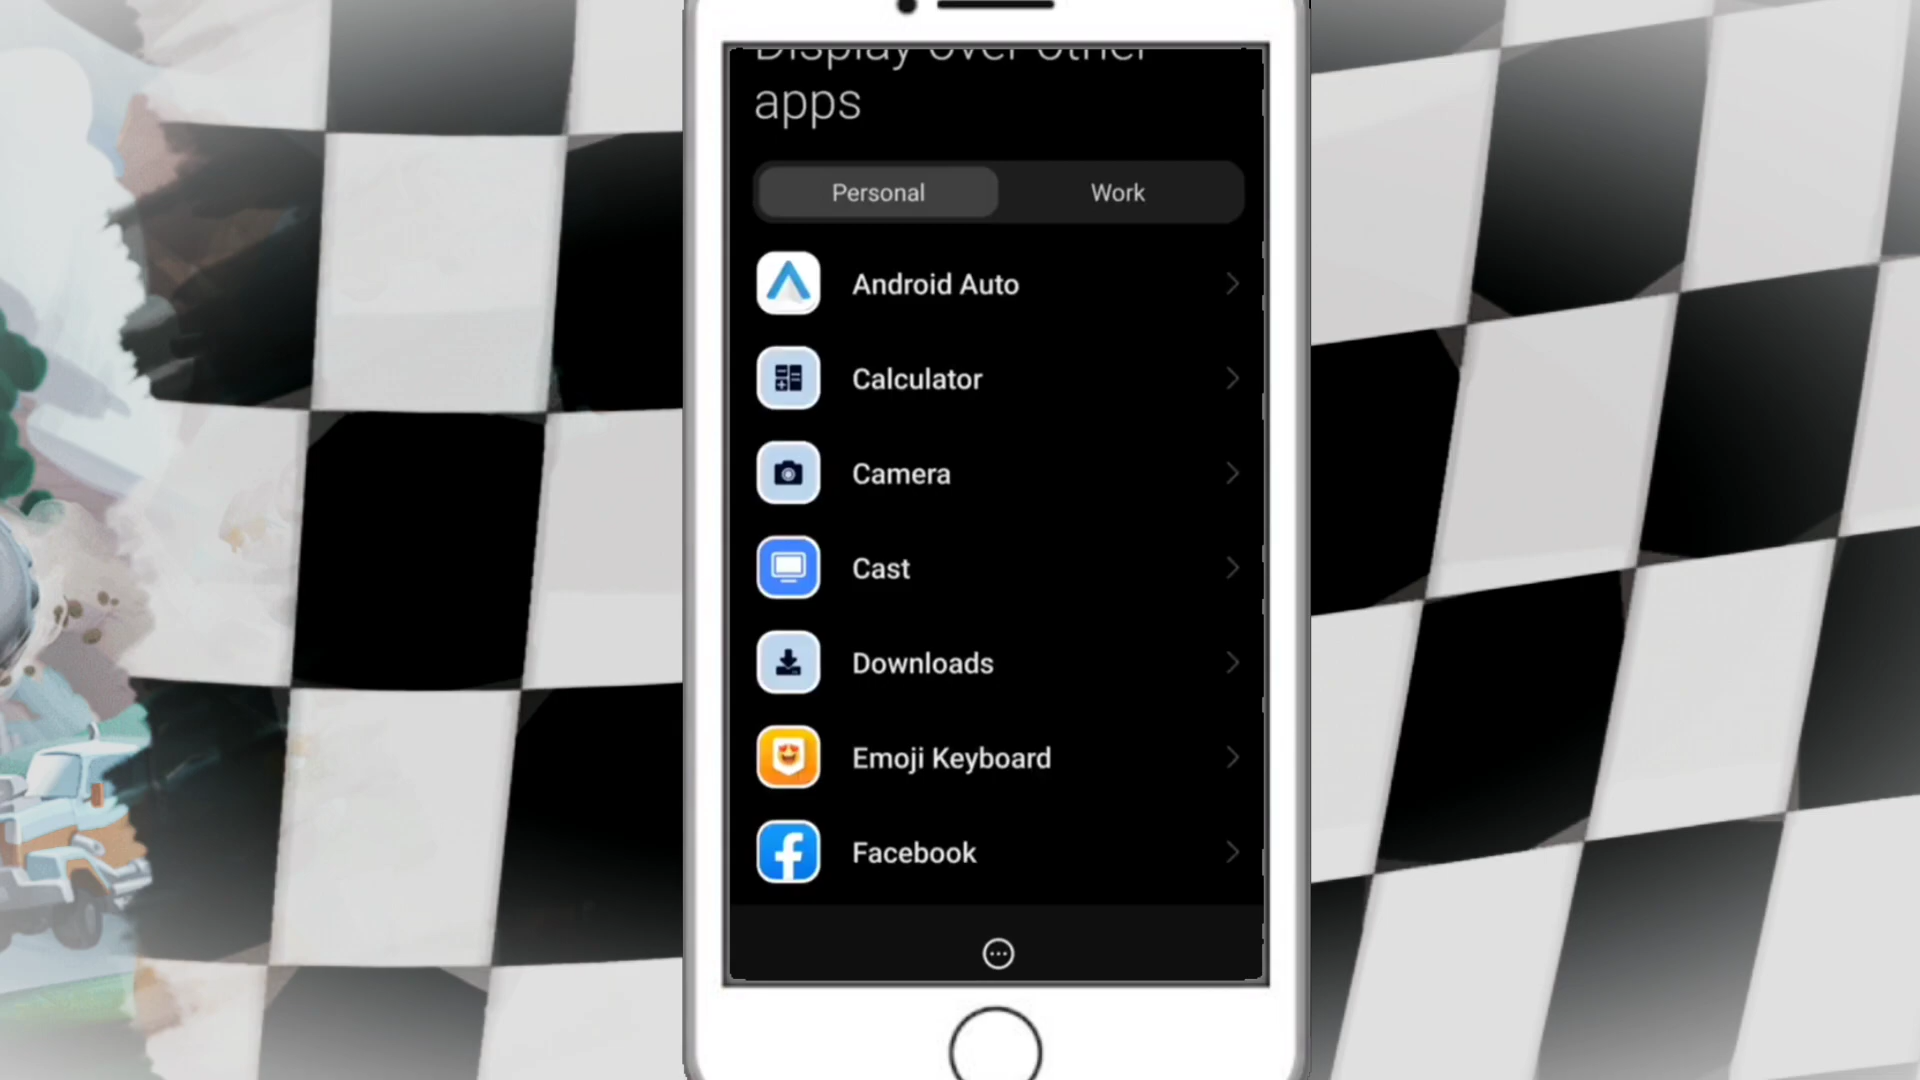 Display over other
apps
Personal
Work
Android Auto
Calculator
Camera
Cast
Downloads
Emoji Keyboard
Facebook